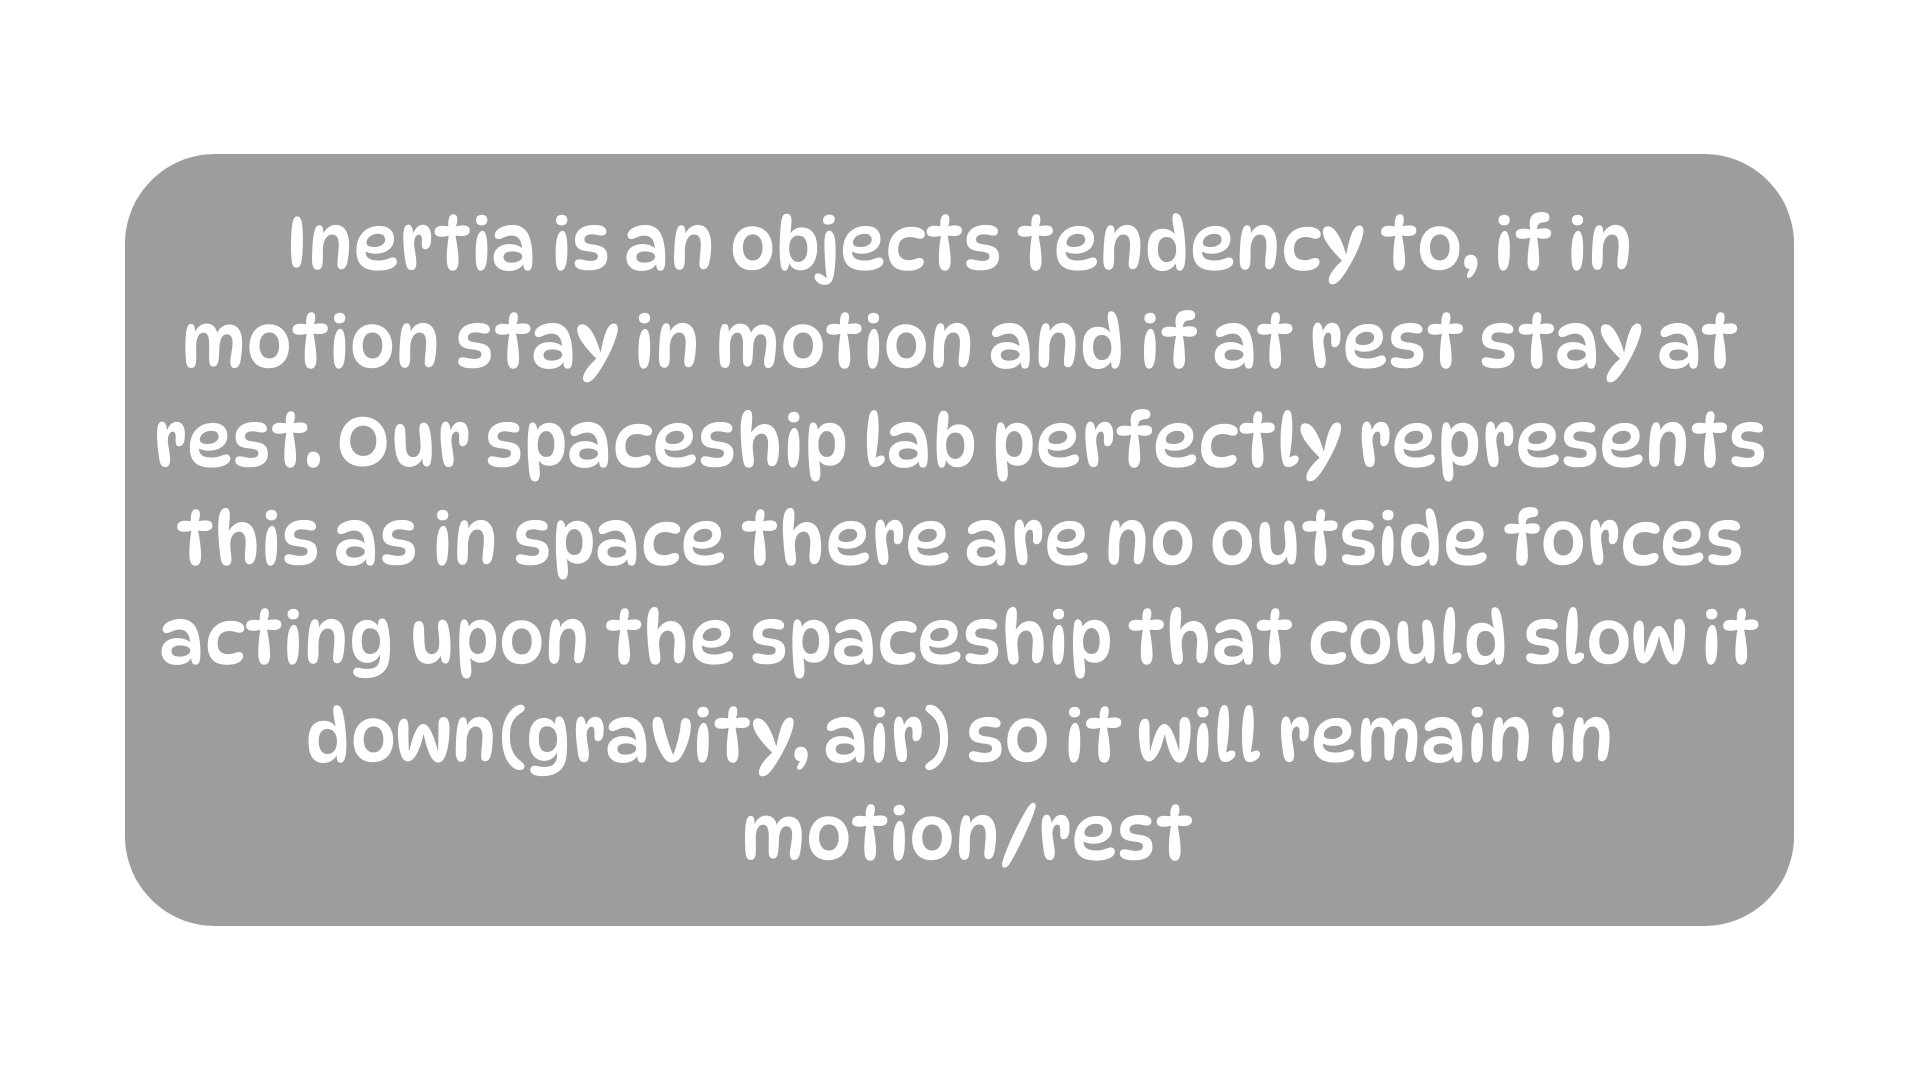 Inertia is an objects tendency to, if in
motion stay in motion and if at rest stay at
rest. Our spaceship lab perfectly represents
this as in space there are no outside forces
acting upon the spaceship that could slow it
down(gravity, air) so it will remain in
motion/rest